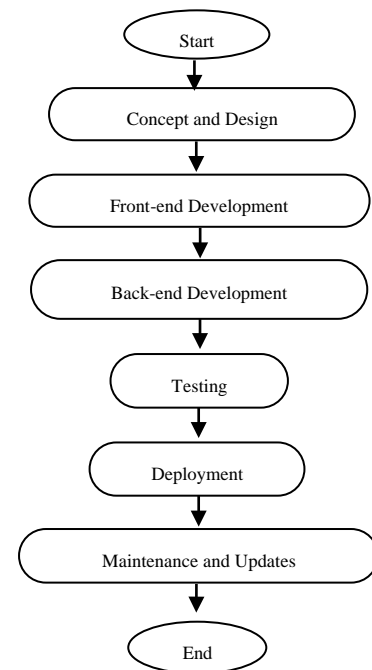 Start
Concept and Design
Front-end Development
Back-end Development
Testing
Deployment
Maintenance and Updates
End